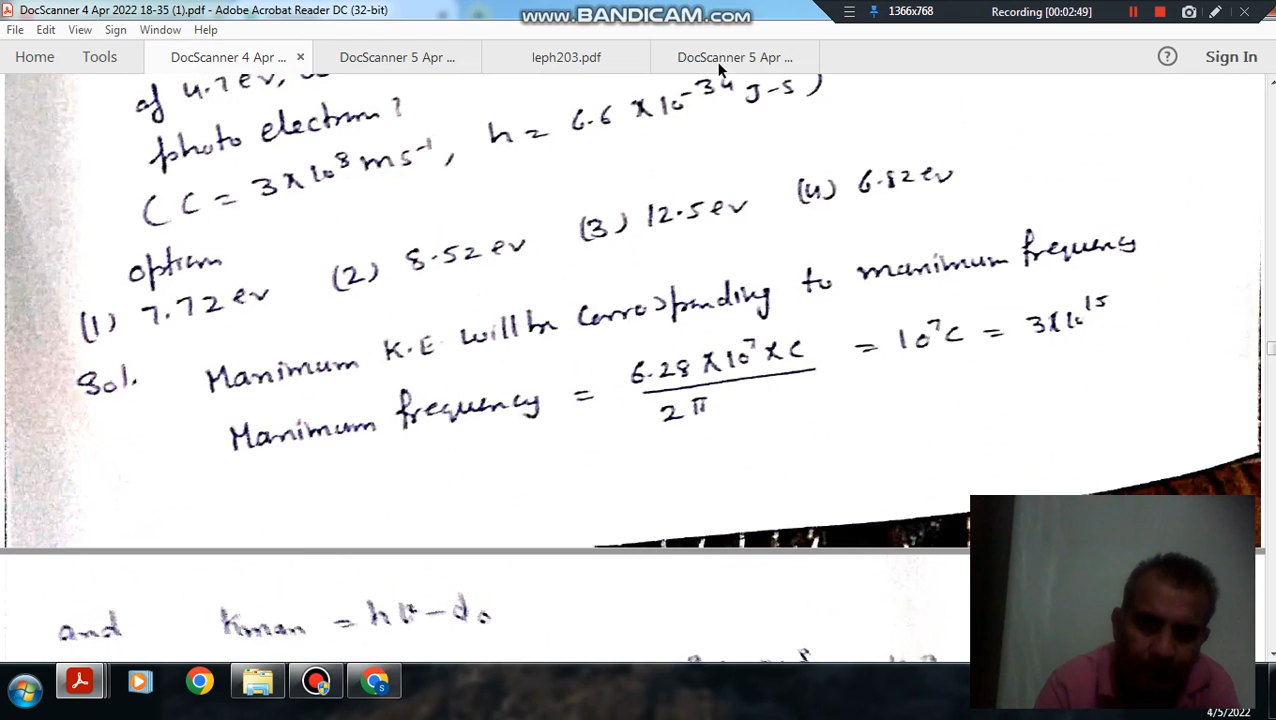 DocScanner 4 Apr 2022 18-35 (1).pdf - Adobe Acrobat Reader DC (32-bit)
www.BANDICAM.com
1366x768
Recording [00:02:49]
File Edit View Sign Window Help
Home Tools DocScanner 4 Apr ... × DocScanner 5 Apr ... leph203.pdf DocScanner 5 Apr ... Sign In
of 4.7 ev,
photo electron?
(C = 3×10⁸ ms⁻¹, h = 6.6 ×10⁻³⁴ J-S)
option
(1) 7.72 ev (2) 8.52 ev (3) 12.5 ev (4) 6.82 ev
Sol. Maximum K.E will be corresponding to maximum frequency
Maximum frequency = 6.28 × 10⁷ × C / 2π = 10⁷C = 3×10¹⁵
and Kmax = hν - ϕ₀
4/5/2022